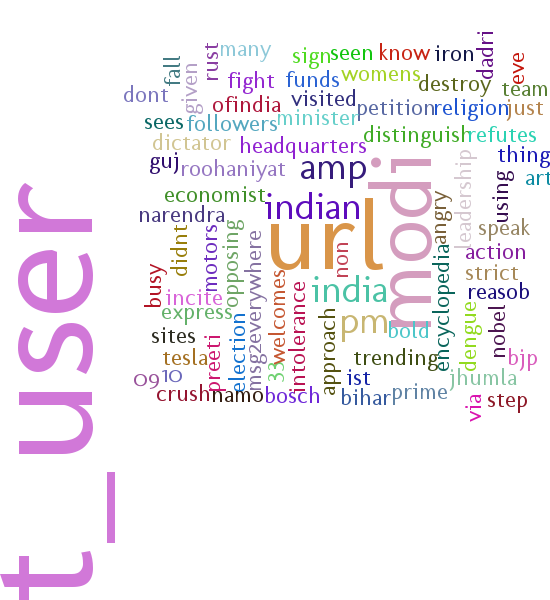 many
sign
seen
know
iron
dadri
eve
rust
fall
given
dont
fight
funds
womens
destroy
team
ofindia
visited
petition
religion
just
sees
followers
minister
distinguish
refutes
dictator
headquarters
thing
guj
roohaniyat
amp
modi
leadership
using
art
economist
indian
narendra
url
angry
speak
didnt
motors
opposing
msg2everywhere
non
action
busy
incite
welcomes
intolerance
india
encyclopedia
strict
reasob
express
pm
bold
dengue
nobel
sites
election
approach
tesla
preeti
33
trending
bjp
09
10
ist
jhumla
crush
namo
bosch
bihar
prime
via
step
t_user